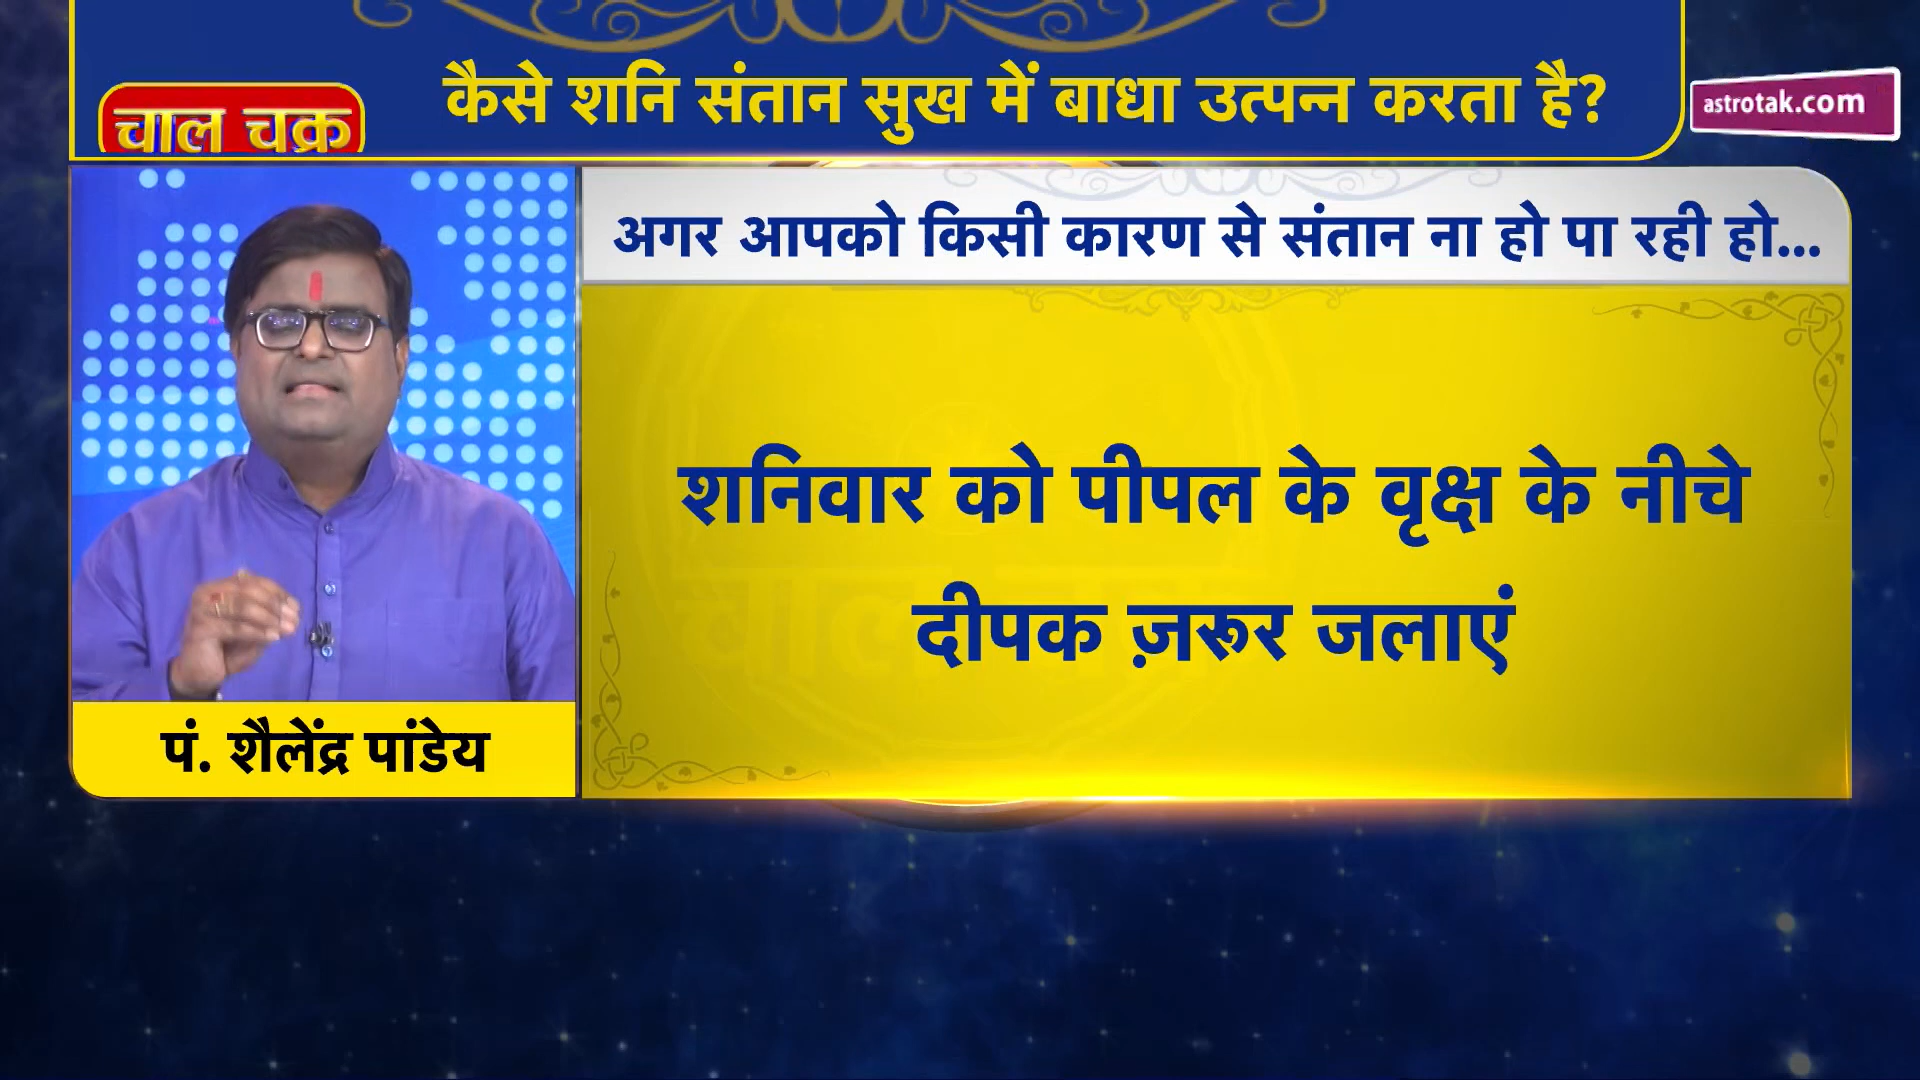 कैसे शनि संतान सुख में बाधा उत्पन्न करता है?
चाल चक्र
astrotak.com
अगर आपको किसी कारण से संतान ना हो पा रही हो...
शनिवार को पीपल के वृक्ष के नीचे
दीपक ज़रूर जलाएं
पं. शैलेंद्र पांडेय